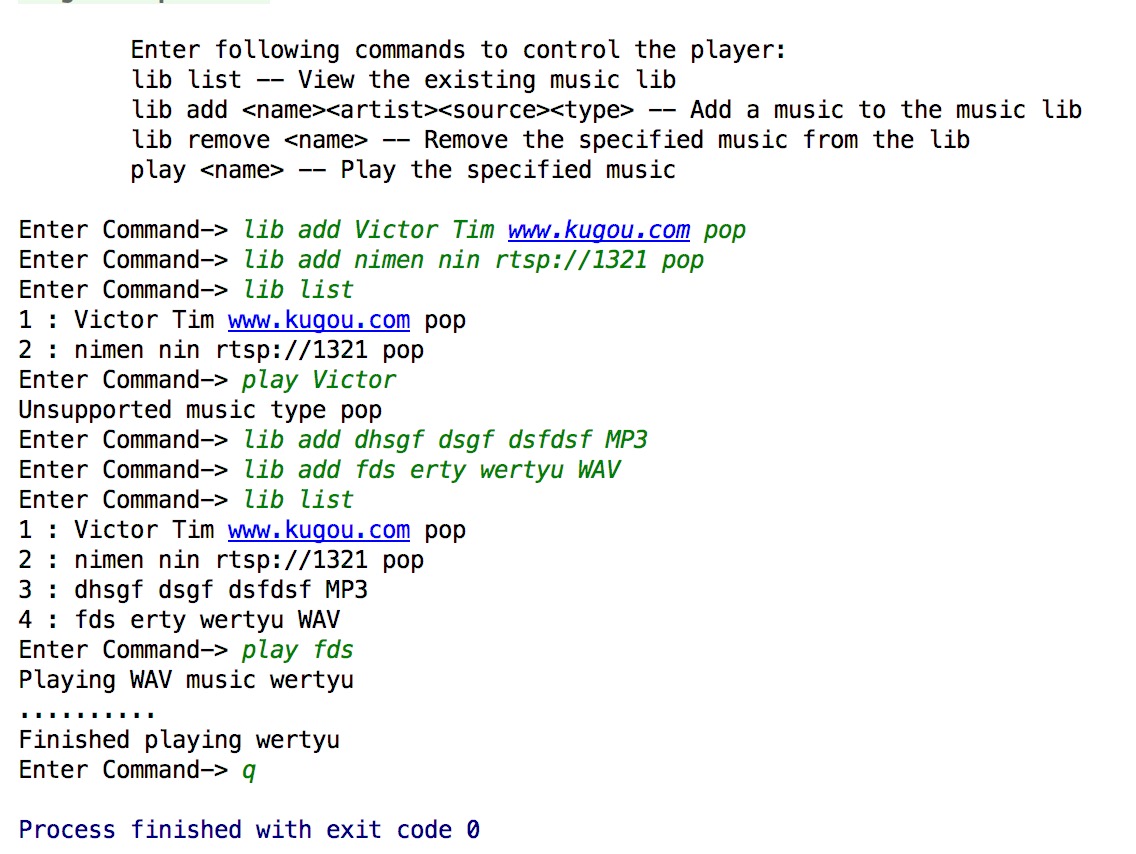 Enter following commands to control the player:
lib list -- View the existing music lib
lib add <name><artist><source><type> -- Add a music to the music lib
lib remove <name> -- Remove the specified music from the lib
play <name> -- Play the specified music
Enter Command-> lib add Victor Tim www.kugou.com pop
Enter Command-> lib add nimen nin rtsp://1321 pop
Enter Command-> lib list
1 : Victor Tim www.kugou.com pop
2 : nimen nin rtsp://1321 pop
Enter Command-> play Victor
Unsupported music type pop
Enter Command-> lib add dhsgf dsgf dsfdsf MP3
Enter Command-> lib add fds erty wertyu WAV
Enter Command-> lib list
1 : Victor Tim www.kugou.com pop
2 : nimen nin rtsp://1321 pop
3 : dhsgf dsgf dsfdsf MP3
4 : fds erty wertyu WAV
Enter Command-> play fds
Playing WAV music wertyu
..........
Finished playing wertyu
Enter Command-> q
Process finished with exit code 0